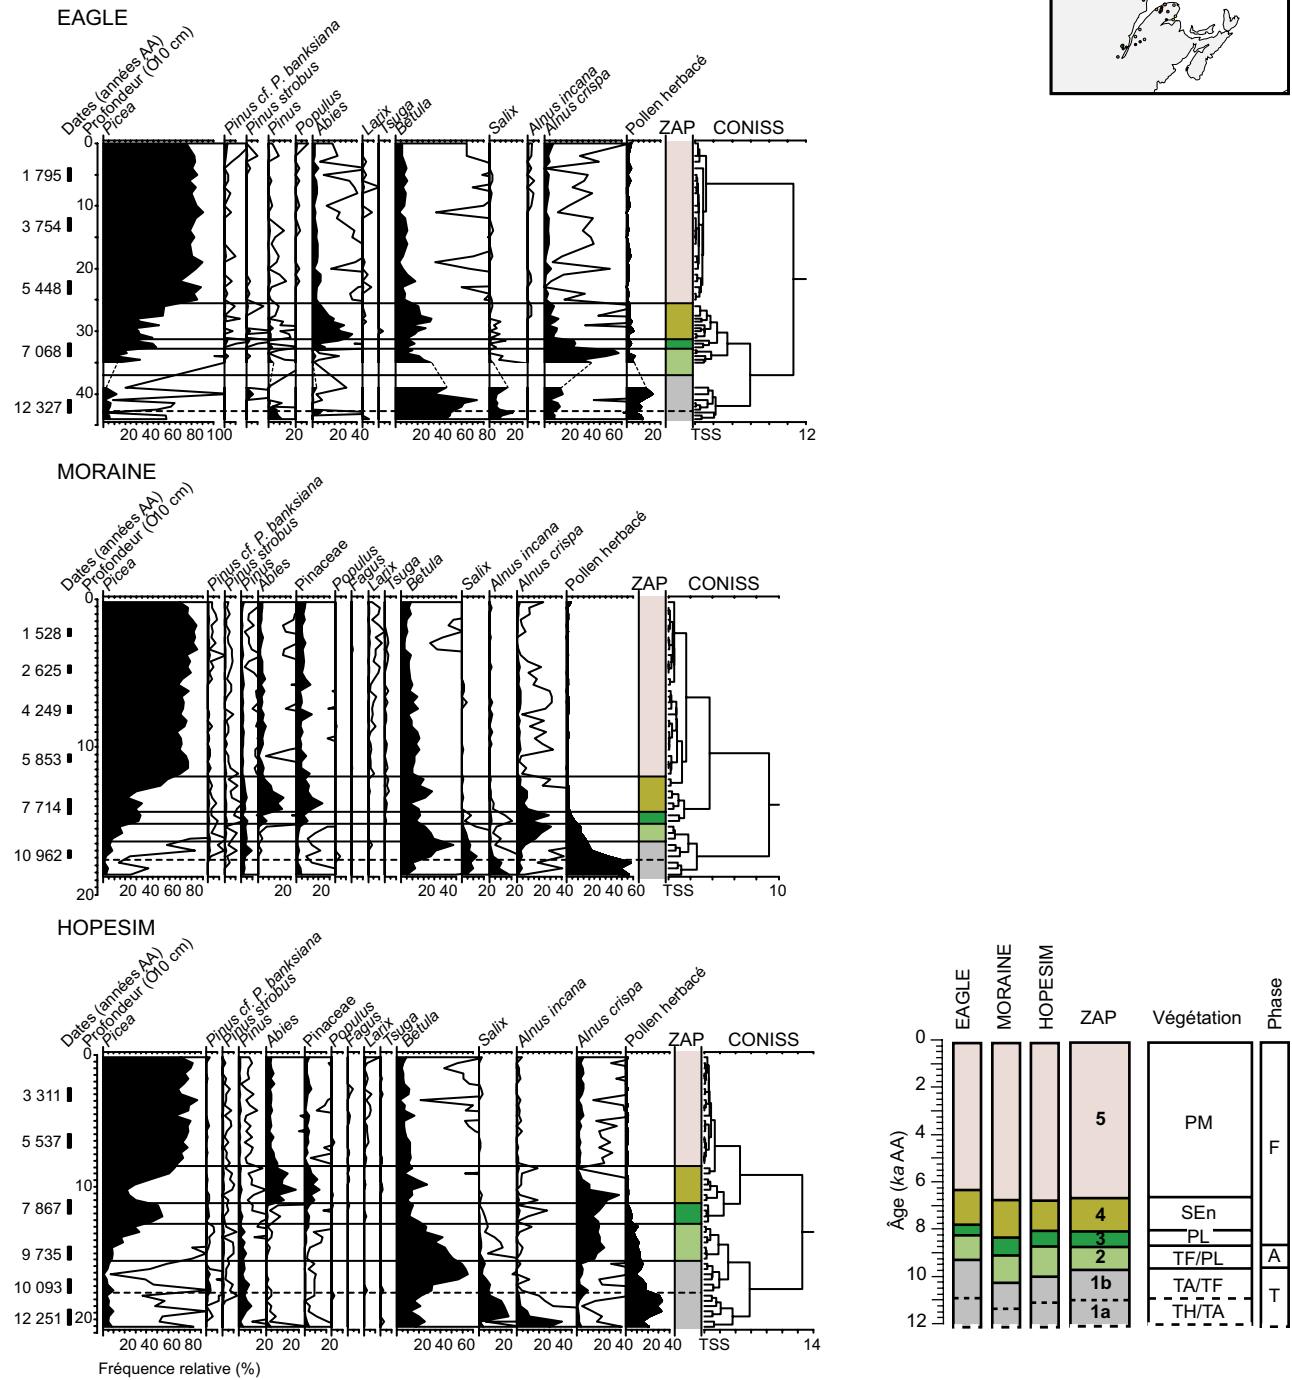 EAGLE
Dates (années AA)
Profondeur (Ó10 cm)
Picea
Pinus cf. P. banksiana
Pinus strobus
Pinus
Populus
Abies
Larix
Tsuga
Betula
Salix
Alnus incana
Alnus crispa
Pollen herbacé
ZAP CONISS
0
1 795
10
3 754
20
5 448
30
7 068
40
12 327
20 40 60 80 100 20 20 40 20 40 60 80 20 20 40 60 20 TSS 12
MORAINE
Dates (années AA)
Profondeur (Ó10 cm)
Picea
Pinus cf. P. banksiana
Pinus strobus
Pinus
Abies
Pinaceae
Populus
Fagus
Larix
Tsuga
Betula
Salix
Alnus incana
Alnus crispa
Pollen herbacé
ZAP CONISS
0
1 528
2 625
4 249
10
5 853
7 714
10 962
20
20 40 60 80 20 20 20 40 20 20 20 40 20 40 60 TSS 10
HOPESIM
Dates (années AA)
Profondeur (Ó10 cm)
Picea
Pinus cf. P. banksiana
Pinus strobus
Pinus
Abies
Pinaceae
Populus
Fagus
Larix
Tsuga
Betula
Salix
Alnus incana
Alnus crispa
Pollen herbacé
ZAP CONISS
0
3 311
5 537
10
7 867
9 735
10 093
12 251
20
20 40 60 80 20 20 20 40 60 20 20 40 20 40 20 40 TSS 14
Fréquence relative (%)
EAGLE
MORAINE
HOPESIM
ZAP
Végétation
Phase
Âge (ka AA)
0
2
4
6
8
10
12
5
4
3
2
1b
1a
PM
SEn
PL
TF/PL
TA/TF
TH/TA
F
A
T